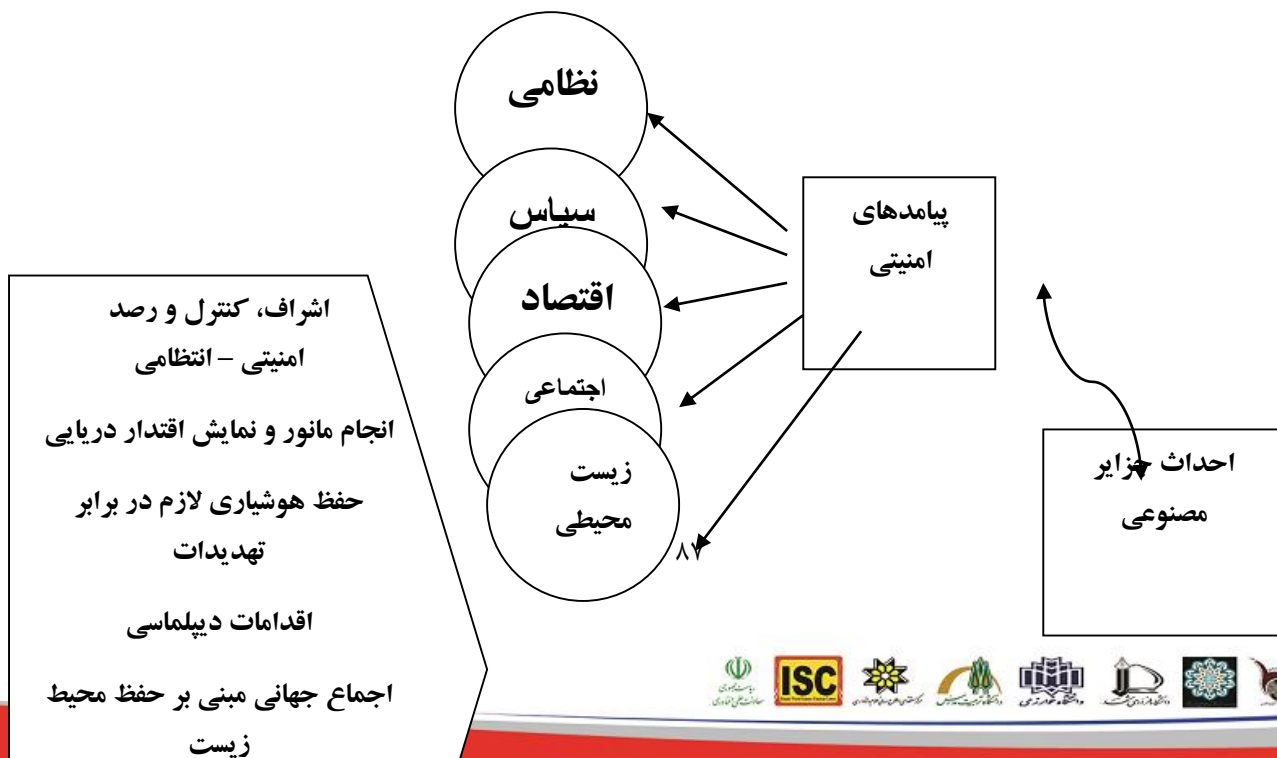 نظامی
سیاس
اقتصاد
اجتماعی
زیست
محیطی
پیامدهای
امنیتی
احداث جزایر
مصنوعی
اشراف، کنترل و رصد
امنیتی – انتظامی
انجام مانور و نمایش اقتدار دریایی
حفظ هوشیاری لازم در برابر
تهدیدات
اقدامات دیپلماسی
اجماع جهانی مبنی بر حفظ محیط
زیست
۸۷
ISC